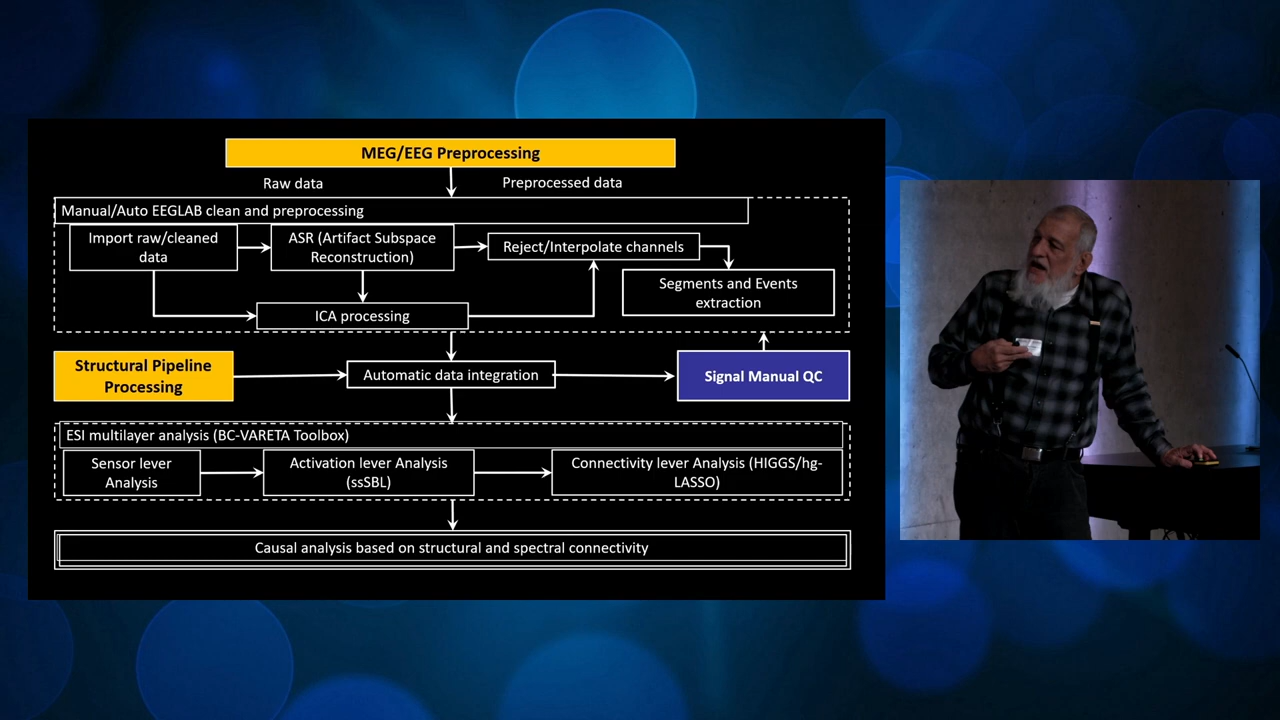 MEG/EEG Preprocessing
Raw data
Preprocessed data
Manual/Auto EEGLAB clean and preprocessing
Import raw/cleaned
data
ASR (Artifact Subspace
Reconstruction)
Reject/Interpolate channels
Segments and Events
extraction
ICA processing
Structural Pipeline
Processing
Automatic data integration
Signal Manual QC
ESI multilayer analysis (BC-VARETA Toolbox)
Sensor lever
Analysis
Activation lever Analysis
(ssSBL)
Connectivity lever Analysis (HIGGS/hg-
LASSO)
Causal analysis based on structural and spectral connectivity